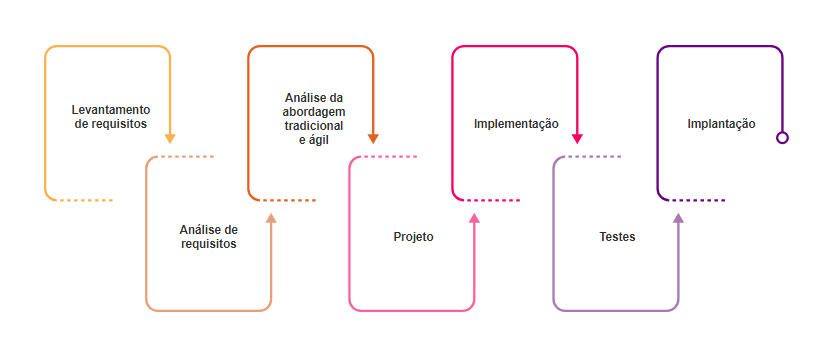 Levantamento
de requisitos
Análise de
requisitos
Análise da
abordagem
tradicional
e ágil
Projeto
Implementação
Testes
Implantação